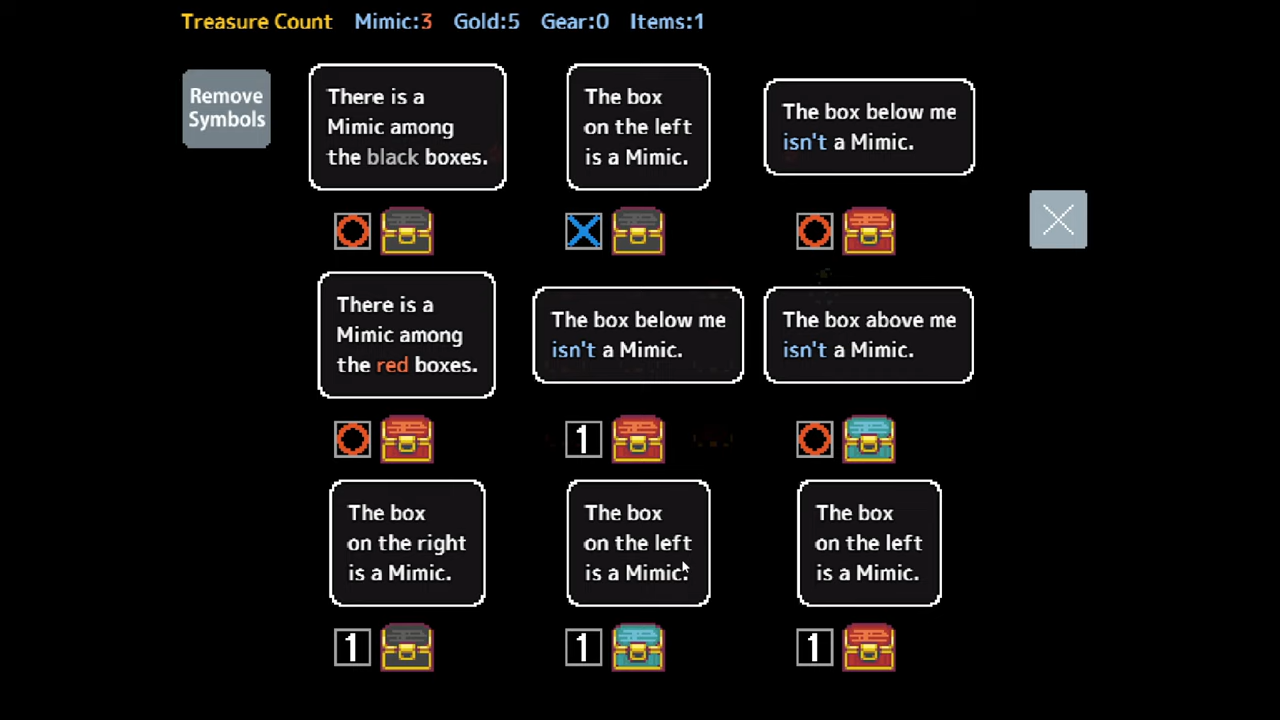 Treasure Count Mimic:3 Gold:5 Gear:0 Items:1
Remove
Symbols
There is a
Mimic among
the black boxes.
The box
on the left
is a Mimic.
The box below me
isn't a Mimic.
There is a
Mimic among
the red boxes.
The box below me
isn't a Mimic.
The box above me
isn't a Mimic.
1
The box
on the right
is a Mimic.
The box
on the left
is a Mimic.
The box
on the left
is a Mimic.
1
1
1